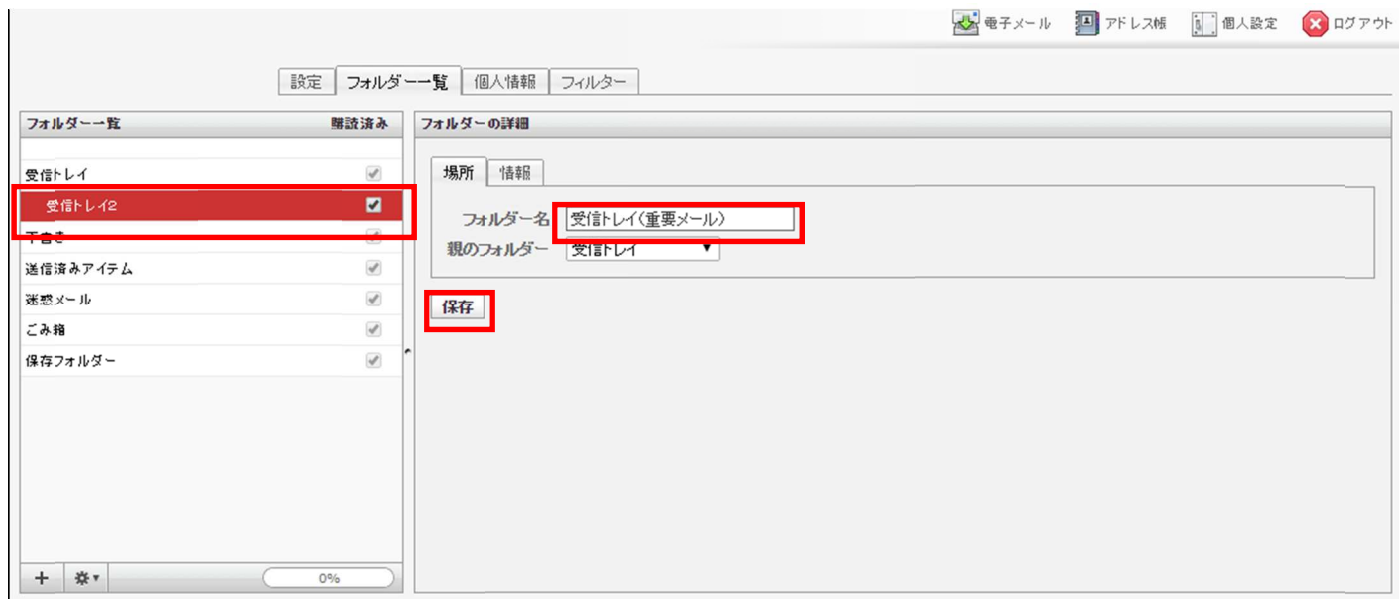 電子メール アドレス帳 個人設定 ログアウト
設定 フォルダー一覧 個人情報 フィルター
フォルダー一覧 購読済み
フォルダーの詳細
受信トレイ
受信トレイ2
下書き
送信済みアイテム
迷惑メール
ごみ箱
保存フォルダー
場所 情報
フォルダー名 受信トレイ(重要メール)
親のフォルダー 受信トレイ
保存
0%